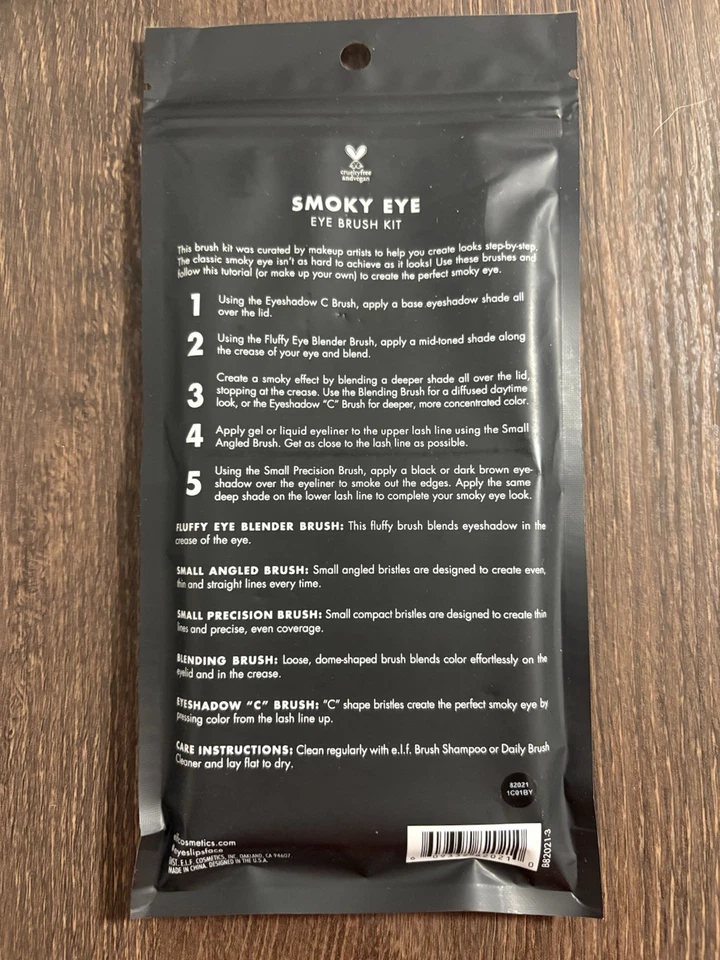 crueltyfree
andvegan
SMOKY EYE
EYE BRUSH KIT
This brush kit was curated by makeup artists to help you create looks step-by-step.
The classic smoky eye isn't as hard to achieve as it looks! Use these brushes and
follow this tutorial (or make up your own) to create the perfect smoky eye.
1 Using the Eyeshadow C Brush, apply a base eyeshadow shade all
over the lid.
2 Using the Fluffy Eye Blender Brush, apply a mid-toned shade along
the crease of your eye and blend.
3 Create a smoky effect by blending a deeper shade all over the lid,
stopping at the crease. Use the Blending Brush for a diffused daytime
look, or the Eyeshadow "C" Brush for deeper, more concentrated color.
4 Apply gel or liquid eyeliner to the upper lash line using the Small
Angled Brush. Get as close to the lash line as possible.
5 Using the Small Precision Brush, apply a black or dark brown eye-
shadow over the eyeliner to smoke out the edges. Apply the same
deep shade on the lower lash line to complete your smoky eye look.
FLUFFY EYE BLENDER BRUSH: This fluffy brush blends eyeshadow in the
crease of the eye.
SMALL ANGLED BRUSH: Small angled bristles are designed to create even,
thin and straight lines every time.
SMALL PRECISION BRUSH: Small compact bristles are designed to create thin
lines and precise, even coverage.
BLENDING BRUSH: Loose, dome-shaped brush blends color effortlessly on the
eyelid and in the crease.
EYESHADOW "C" BRUSH: "C" shape bristles create the perfect smoky eye by
pressing color from the lash line up.
CARE INSTRUCTIONS: Clean regularly with e.l.f. Brush Shampoo or Daily Brush
Cleaner and lay flat to dry.
82021
1C01BY
elfcosmetics.com
#eyeslipsface
DIST. E.L.F. COSMETICS, INC. OAKLAND, CA 94607
MADE IN CHINA. DESIGNED IN THE U.S.A.
882021-3